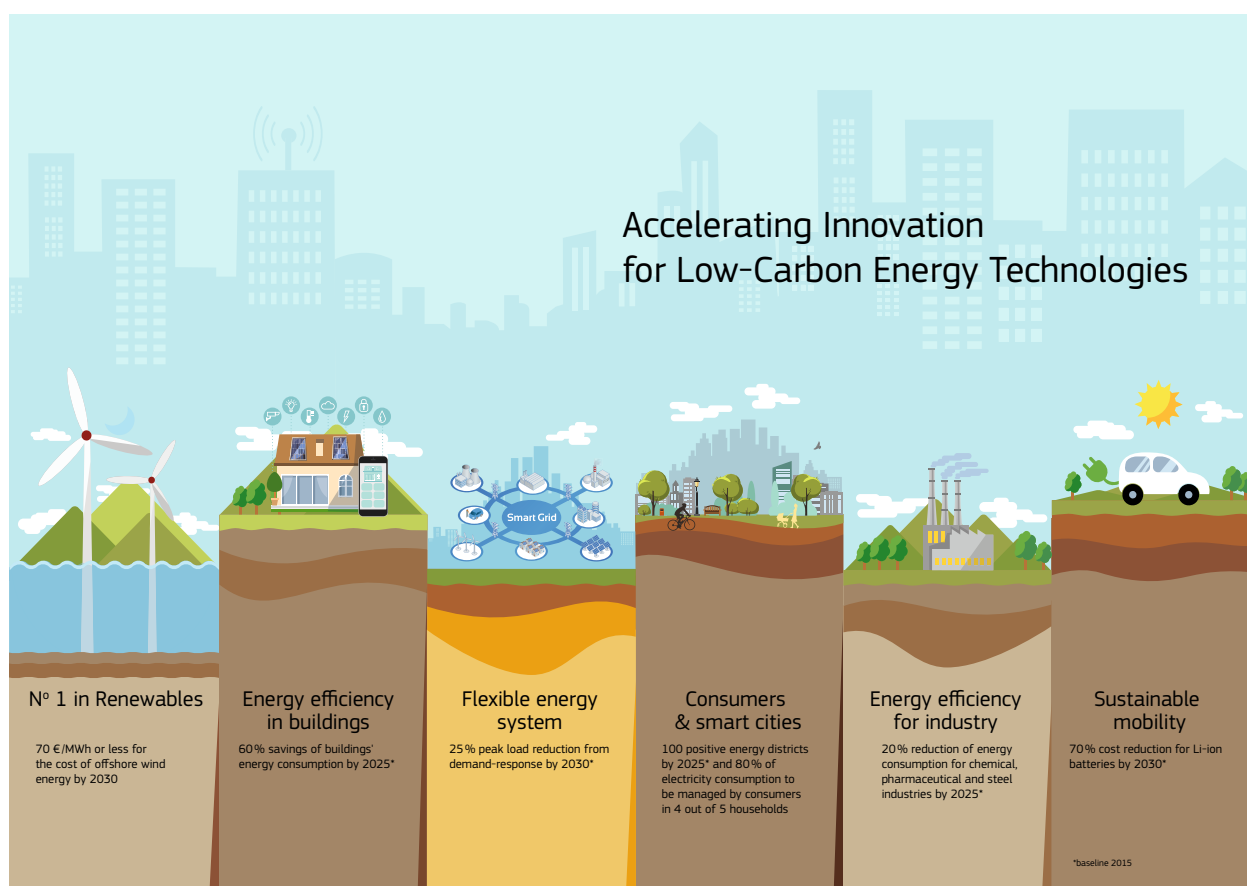 Accelerating Innovation
for Low-Carbon Energy Technologies
Smart Grid
Nº 1 in Renewables
70 €/MWh or less for
the cost of offshore wind
energy by 2030
Energy efficiency
in buildings
60% savings of buildings'
energy consumption by 2025*
Flexible energy
system
25% peak load reduction from
demand-response by 2030*
Consumers
& smart cities
100 positive energy districts
by 2025* and 80% of
electricity consumption to
be managed by consumers
in 4 out of 5 households
Energy efficiency
for industry
20% reduction of energy
consumption for chemical,
pharmaceutical and steel
industries by 2025*
Sustainable
mobility
70% cost reduction for Li-ion
batteries by 2030*
*baseline 2015